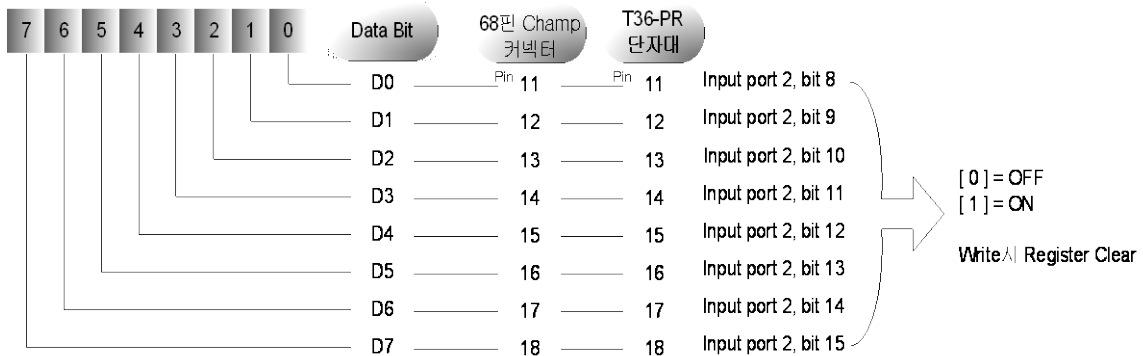 7 6 5 4 3 2 1 0 Data Bit 68핀 Champ 커넥터 T36-PR 단자대
D0 Pin 11 Pin 11 Input port 2, bit 8
D1 12 12 Input port 2, bit 9
D2 13 13 Input port 2, bit 10
D3 14 14 Input port 2, bit 11
D4 15 15 Input port 2, bit 12
D5 16 16 Input port 2, bit 13
D6 17 17 Input port 2, bit 14
D7 18 18 Input port 2, bit 15
[ 0 ] = OFF
[ 1 ] = ON
Write시 Register Clear